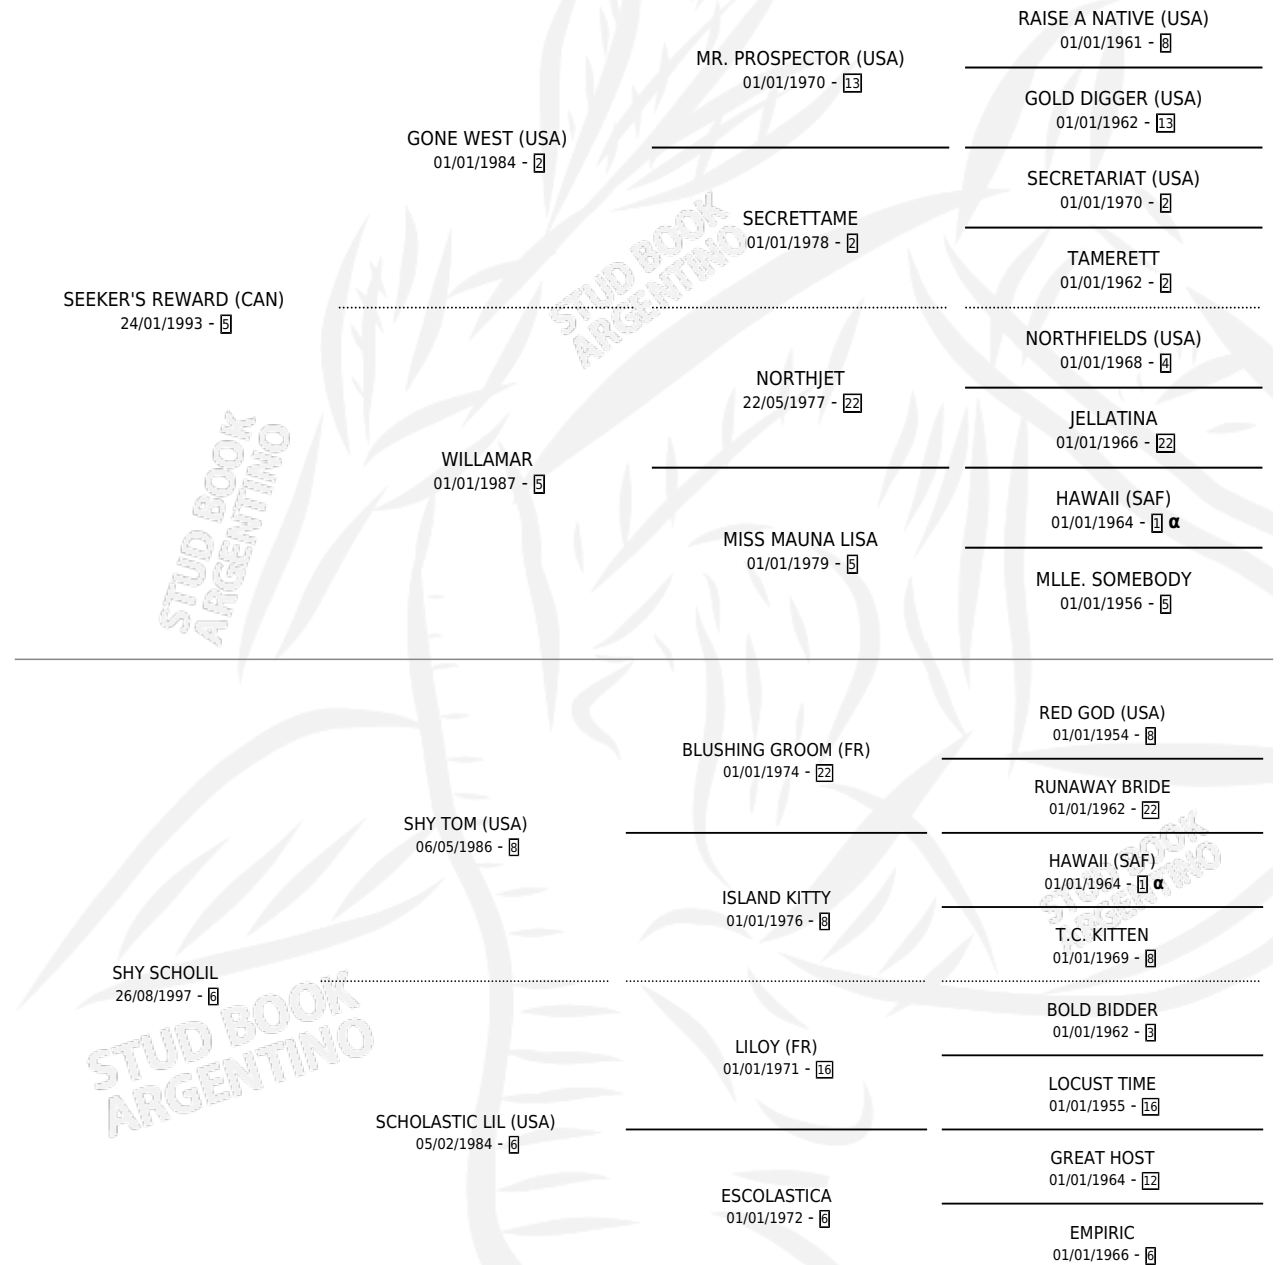 SEEKER'S REWARD (CAN)
24/01/1993 - 5
GONE WEST (USA)
01/01/1984 - 2
WILLAMAR
01/01/1987 - 5
MR. PROSPECTOR (USA)
01/01/1970 - 13
SECRETTAME
01/01/1978 - 2
NORTHJET
22/05/1977 - 22
MISS MAUNA LISA
01/01/1979 - 5
RAISE A NATIVE (USA)
01/01/1961 - 8
GOLD DIGGER (USA)
01/01/1962 - 13
SECRETARIAT (USA)
01/01/1970 - 2
TAMERETT
01/01/1962 - 2
NORTHFIELDS (USA)
01/01/1968 - 4
JELLATINA
01/01/1966 - 22
HAWAII (SAF)
01/01/1964 - 1 α
MLLE. SOMEBODY
01/01/1956 - 5
STUD BOOK
ARGENTINO
STUD BOOK
ARGENTINO
SHY SCHOLIL
26/08/1997 - 6
SHY TOM (USA)
06/05/1986 - 8
SCHOLASTIC LIL (USA)
05/02/1984 - 6
BLUSHING GROOM (FR)
01/01/1974 - 22
ISLAND KITTY
01/01/1976 - 8
LILOY (FR)
01/01/1971 - 16
ESCOLASTICA
01/01/1972 - 6
RED GOD (USA)
01/01/1954 - 8
RUNAWAY BRIDE
01/01/1962 - 22
HAWAII (SAF)
01/01/1964 - 1 α
T.C. KITTEN
01/01/1969 - 8
BOLD BIDDER
01/01/1962 - 3
LOCUST TIME
01/01/1955 - 16
GREAT HOST
01/01/1964 - 12
EMPIRIC
01/01/1966 - 6
STUD BOOK
ARGENTINO
STUD BOOK
ARGENTINO